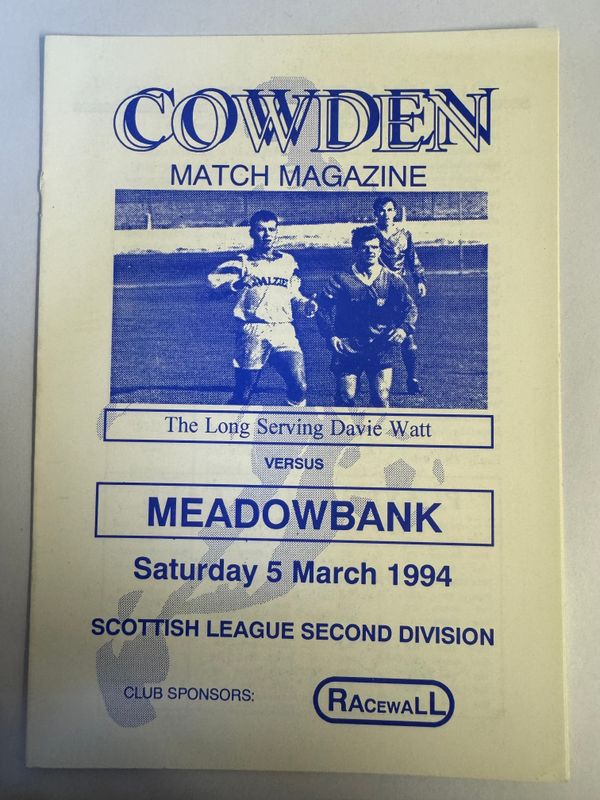 COWDEN
MATCH MAGAZINE
DALZIEL
The Long Serving Davie Watt
VERSUS
MEADOWBANK
Saturday 5 March 1994
SCOTTISH LEAGUE SECOND DIVISION
CLUB SPONSORS:
RACEWALL